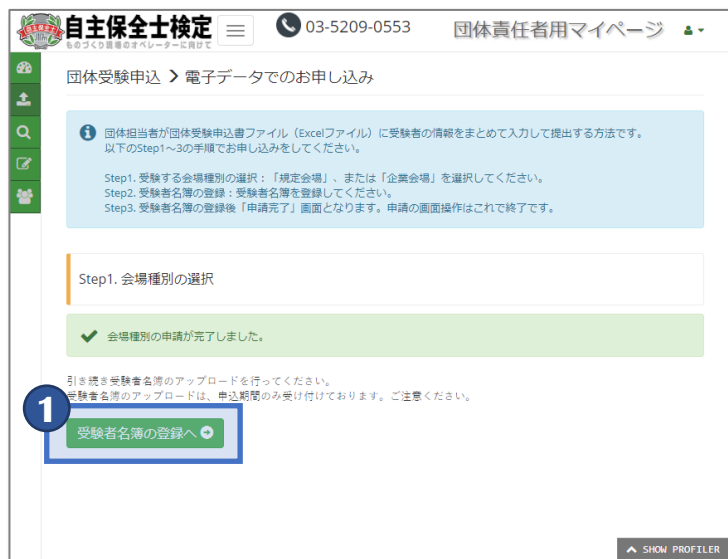 自主保全士検定
ものづくり現場のオペレーターに向けて
03-5209-0553
団体責任者用マイページ
団体受験申込 > 電子データでのお申し込み
団体担当者が団体受験申込書ファイル（Excelファイル）に受験者の情報をまとめて入力して提出する方法です。
以下のStep1～3の手順でお申し込みをしてください。
Step1. 受験する会場種別の選択：「規定会場」、または「企業会場」を選択してください。
Step2. 受験者名簿の登録：受験者名簿を登録してください。
Step3. 受験者名簿の登録後「申請完了」画面となります。申請の画面操作はこれで終了です。
Step1. 会場種別の選択
会場種別の申請が完了しました。
引き続き受験者名簿のアップロードを行ってください。
受験者名簿のアップロードは、申込期間のみ受け付けております。ご注意ください。
1
受験者名簿の登録へ
SHOW PROFILER